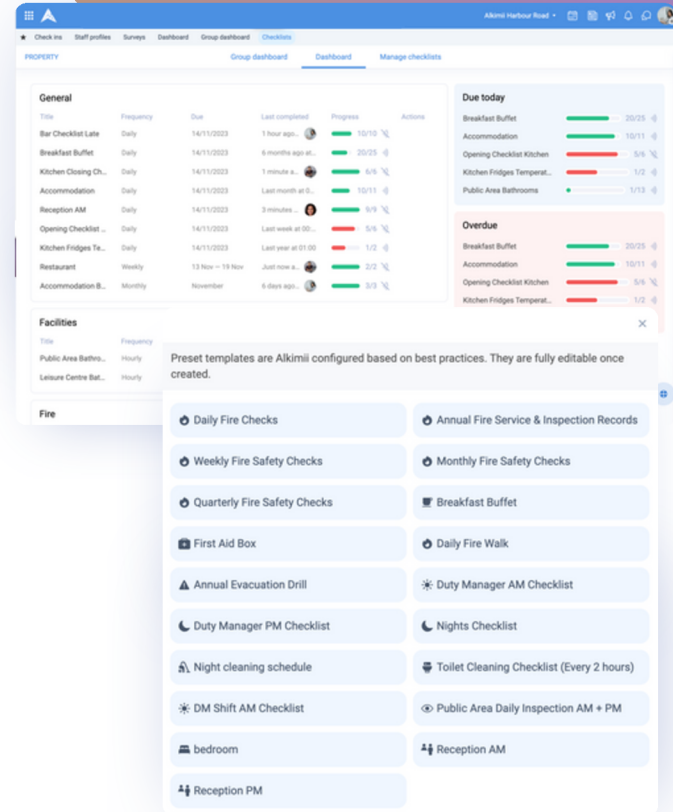 Alkimii Harbour Road
Check ins Staff profiles Surveys Dashboard Group dashboard Checklists
PROPERTY Group dashboard Dashboard Manage checklists
General
Title Frequency Due Last completed Progress Actions
Bar Checklist Late Daily 14/11/2023 1 hour ago... 10/10
Breakfast Buffet Daily 14/11/2023 6 months ago at... 20/25
Kitchen Closing Ch... Daily 14/11/2023 1 minute a... 6/6
Accommodation Daily 14/11/2023 Last month at 0... 10/11
Reception AM Daily 14/11/2023 3 minutes... 9/9
Opening Checklist ... Daily 14/11/2023 Last week at 00... 5/6
Kitchen Fridges Te... Daily 14/11/2023 Last year at 01:00 1/2
Restaurant Weekly 13 Nov – 19 Nov Just now a... 2/2
Accommodation B... Monthly November 6 days ago... 3/3
Due today
Breakfast Buffet 20/25
Accommodation 10/11
Opening Checklist Kitchen 5/6
Kitchen Fridges Temperat... 1/2
Public Area Bathrooms 1/13
Overdue
Breakfast Buffet 20/25
Accommodation 10/11
Opening Checklist Kitchen 5/6
Kitchen Fridges Temperat... 1/2
Facilities
Title Frequency
Public Area Bathro... Hourly
Leisure Centre Bat... Hourly
Fire
Preset templates are Alkimii configured based on best practices. They are fully editable once
created.
Daily Fire Checks Annual Fire Service & Inspection Records
Weekly Fire Safety Checks Monthly Fire Safety Checks
Quarterly Fire Safety Checks Breakfast Buffet
First Aid Box Daily Fire Walk
Annual Evacuation Drill Duty Manager AM Checklist
Duty Manager PM Checklist Nights Checklist
Night cleaning schedule Toilet Cleaning Checklist (Every 2 hours)
DM Shift AM Checklist Public Area Daily Inspection AM + PM
bedroom Reception AM
Reception PM